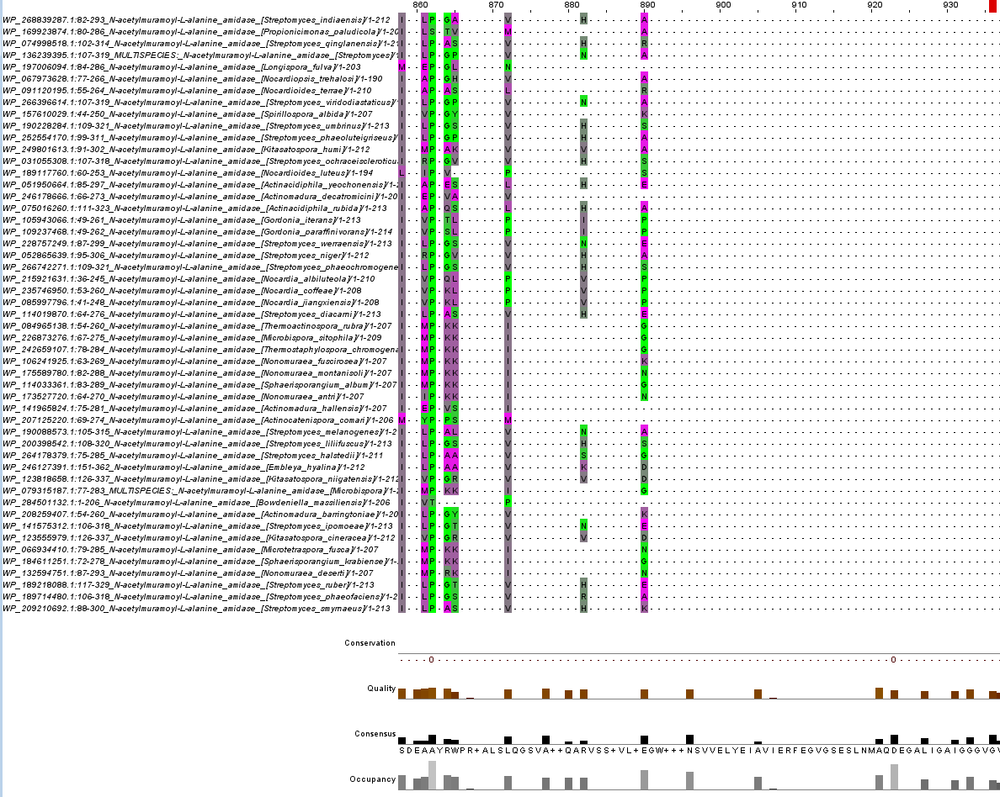 860 870 880 890 900 910 920 930
WP_268839287.1:82-293_N-acetylmuramoyl-L-alanine_amidase_[Streptomyces_indiaensis]/1-212 I L P G A V H A
WP_169923874.1:80-286_N-acetylmuramoyl-L-alanine_amidase_[Propionicimonas_paludicola]/1-20 I L S T V M A
WP_074998518.1:102-314_N-acetylmuramoyl-L-alanine_amidase_[Streptomyces_qinglanensis]/1-21 I L P A S V H R
WP_136239395.1:107-319_MULTISPECIES:_N-acetylmuramoyl-L-alanine_amidase_[Streptomyces]/1 I L P G P V N A
WP_197006094.1:84-286_N-acetylmuramoyl-L-alanine_amidase_[Longispora_fulva]/1-203 M E P G L N
WP_067973628.1:77-266_N-acetylmuramoyl-L-alanine_amidase_[Nocardiopsis_trehalosi]/1-190 I A P G H V A
WP_091120195.1:55-264_N-acetylmuramoyl-L-alanine_amidase_[Nocardioides_terrae]/1-210 I A P A S L R
WP_266396614.1:107-319_N-acetylmuramoyl-L-alanine_amidase_[Streptomyces_viridodiastaticus]/ I L P G P V N A
WP_157610029.1:44-250_N-acetylmuramoyl-L-alanine_amidase_[Spirillospora_albida]/1-207 I V P G Y V K
WP_190228284.1:109-321_N-acetylmuramoyl-L-alanine_amidase_[Streptomyces_umbrinus]/1-213 I L P G S V H S
WP_252554170.1:99-311_N-acetylmuramoyl-L-alanine_amidase_[Streptomyces_phaeoluteigriseus]/ I L P G P V H A
WP_249801613.1:91-302_N-acetylmuramoyl-L-alanine_amidase_[Kitasatospora_humi]/1-212 I M P A K V V A
WP_031055308.1:107-318_N-acetylmuramoyl-L-alanine_amidase_[Streptomyces_ochraceiscleroticu I R P G V V H S
WP_189117760.1:60-253_N-acetylmuramoyl-L-alanine_amidase_[Nocardioides_luteus]/1-194 L I P V P S
WP_051950664.1:85-297_N-acetylmuramoyl-L-alanine_amidase_[Actinacidiphila_yeochonensis]/1- I A P E S L H E
WP_246178666.1:66-273_N-acetylmuramoyl-L-alanine_amidase_[Actinomadura_decatromicini]/1-20 I E P V A V
WP_075016260.1:111-323_N-acetylmuramoyl-L-alanine_amidase_[Actinacidiphila_rubida]/1-213 I A P Q S L H A
WP_105943066.1:49-261_N-acetylmuramoyl-L-alanine_amidase_[Gordonia_iterans]/1-213 I V P T L P I P
WP_109237468.1:49-262_N-acetylmuramoyl-L-alanine_amidase_[Gordonia_paraffinivorans]/1-214 I V P S L P I P
WP_228757249.1:87-299_N-acetylmuramoyl-L-alanine_amidase_[Streptomyces_werraensis]/1-213 I L P G S V N E
WP_052865639.1:95-306_N-acetylmuramoyl-L-alanine_amidase_[Streptomyces_niger]/1-212 I R P G V V H A
WP_266742271.1:109-321_N-acetylmuramoyl-L-alanine_amidase_[Streptomyces_phaeochromogene I L P G S V H S
WP_215921631.1:36-245_N-acetylmuramoyl-L-alanine_amidase_[Nocardia_albiluteola]/1-210 I V P Q L P V P
WP_235746950.1:53-260_N-acetylmuramoyl-L-alanine_amidase_[Nocardia_coffeae]/1-208 I V P K L P V P
WP_085997796.1:41-248_N-acetylmuramoyl-L-alanine_amidase_[Nocardia_jiangxiensis]/1-208 I V P K L P V P
WP_114019870.1:64-276_N-acetylmuramoyl-L-alanine_amidase_[Streptomyces_diacarni]/1-213 I L P A S V H E
WP_084965138.1:54-260_N-acetylmuramoyl-L-alanine_amidase_[Thermoactinospora_rubra]/1-207 I M P K K I G
WP_226873276.1:67-275_N-acetylmuramoyl-L-alanine_amidase_[Microbispora_sitophila]/1-209 I M P K K I G
WP_242659107.1:78-284_N-acetylmuramoyl-L-alanine_amidase_[Thermostaphylospora_chromogena I M P K K I G
WP_106241925.1:63-269_N-acetylmuramoyl-L-alanine_amidase_[Nonomuraea_fuscirosea]/1-207 I M P K K I K
WP_175589780.1:82-288_N-acetylmuramoyl-L-alanine_amidase_[Nonomuraea_montanisoli]/1-207 I M P K K I N
WP_114033361.1:83-289_N-acetylmuramoyl-L-alanine_amidase_[Sphaerisporangium_album]/1-207 I M P K K I G
WP_173527720.1:64-270_N-acetylmuramoyl-L-alanine_amidase_[Nonomuraea_antri]/1-207 I I P K K I N
WP_141965824.1:75-281_N-acetylmuramoyl-L-alanine_amidase_[Actinomadura_hallensis]/1-207 I E P V S V
WP_207125220.1:69-274_N-acetylmuramoyl-L-alanine_amidase_[Actinocatenispora_comari]/1-206 M Y P P S M
WP_190088573.1:105-315_N-acetylmuramoyl-L-alanine_amidase_[Streptomyces_melanogenes]/1-2 I L P A L V N A
WP_200398542.1:108-320_N-acetylmuramoyl-L-alanine_amidase_[Streptomyces_liliifuscus]/1-213 I L P G S V H S
WP_264178379.1:75-285_N-acetylmuramoyl-L-alanine_amidase_[Streptomyces_halstedii]/1-211 I L P A A V S G
WP_246127391.1:151-362_N-acetylmuramoyl-L-alanine_amidase_[Embleya_hyalina]/1-212 I L P A A V K D
WP_123818658.1:126-337_N-acetylmuramoyl-L-alanine_amidase_[Kitasatospora_niigatensis]/1-212 I V P G R V V D
WP_079315187.1:77-283_MULTISPECIES:_N-acetylmuramoyl-L-alanine_amidase_[Microbispora]/1- I M P K K I G
WP_284501132.1:1-206_N-acetylmuramoyl-L-alanine_amidase_[Bowdeniella_massiliensis]/1-206 I V T P
WP_208259407.1:54-260_N-acetylmuramoyl-L-alanine_amidase_[Actinomadura_barringtoniae]/1-20 I L P G Y V K
WP_141575312.1:106-318_N-acetylmuramoyl-L-alanine_amidase_[Streptomyces_ipomoeae]/1-213 I L P G T V N E
WP_123555979.1:126-337_N-acetylmuramoyl-L-alanine_amidase_[Kitasatospora_cineracea]/1-212 I V P G R V V D
WP_066934410.1:79-285_N-acetylmuramoyl-L-alanine_amidase_[Microtetraspora_fusca]/1-207 I M P K K I N
WP_184611251.1:72-278_N-acetylmuramoyl-L-alanine_amidase_[Sphaerisporangium_krabiense]/1- I M P K K I G
WP_132594751.1:87-293_N-acetylmuramoyl-L-alanine_amidase_[Nonomuraea_deserti]/1-207 I M P R K I N
WP_189218088.1:117-329_N-acetylmuramoyl-L-alanine_amidase_[Streptomyces_ruber]/1-213 I L P G T V H E
WP_189714480.1:106-318_N-acetylmuramoyl-L-alanine_amidase_[Streptomyces_phaeofaciens]/1-2 I L P G S V R A
WP_209210692.1:88-300_N-acetylmuramoyl-L-alanine_amidase_[Streptomyces_smyrnaeus]/1-213 I L P A S V H K
Conservation
0 0
Quality
Consensus
SDEAAYRWPR+ALSLQGSVA++QARVSS+VL+EGW+++NSVVELYEIAVIERFEGVGSESLNMAQDEGALIGAIGGGVGV
Occupancy